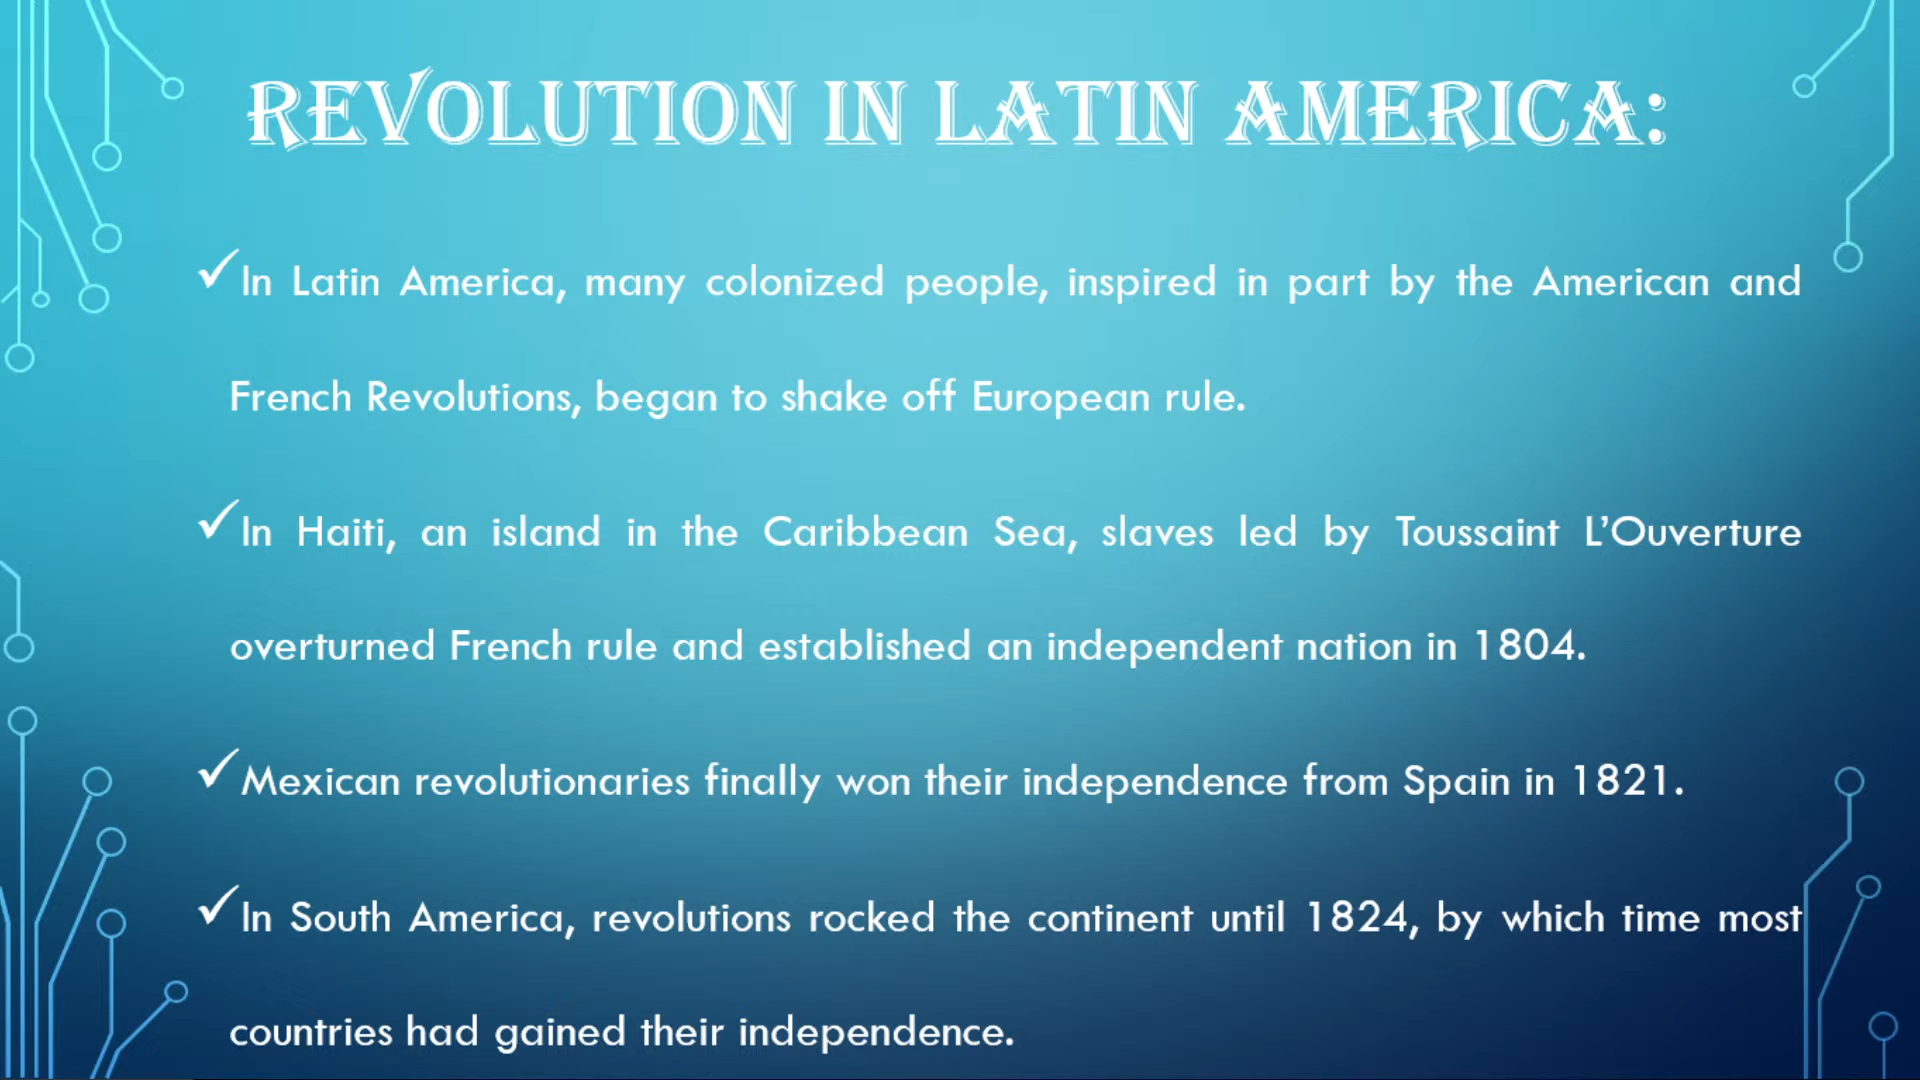 REVOLUTION IN LATIN AMERICA:
✓In Latin America, many colonized people, inspired in part by the American and
French Revolutions, began to shake off European rule.
✓In Haiti, an island in the Caribbean Sea, slaves led by Toussaint L’Ouverture
overturned French rule and established an independent nation in 1804.
✓Mexican revolutionaries finally won their independence from Spain in 1821.
✓In South America, revolutions rocked the continent until 1824, by which time most
countries had gained their independence.